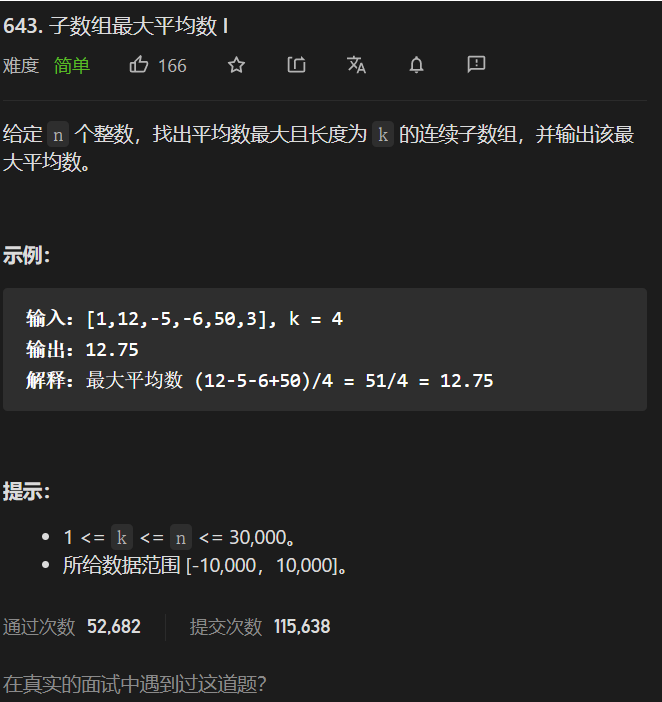 643. 子数组最大平均数 I
难度 简单 166
给定 n 个整数，找出平均数最大且长度为 k 的连续子数组，并输出该最
大平均数。
示例：
输入：[1,12,-5,-6,50,3], k = 4
输出：12.75
解释：最大平均数 (12-5-6+50)/4 = 51/4 = 12.75
提示：
1 <= k <= n <= 30,000。
所给数据范围 [-10,000，10,000]。
通过次数 52,682 提交次数 115,638
在真实的面试中遇到过这道题？